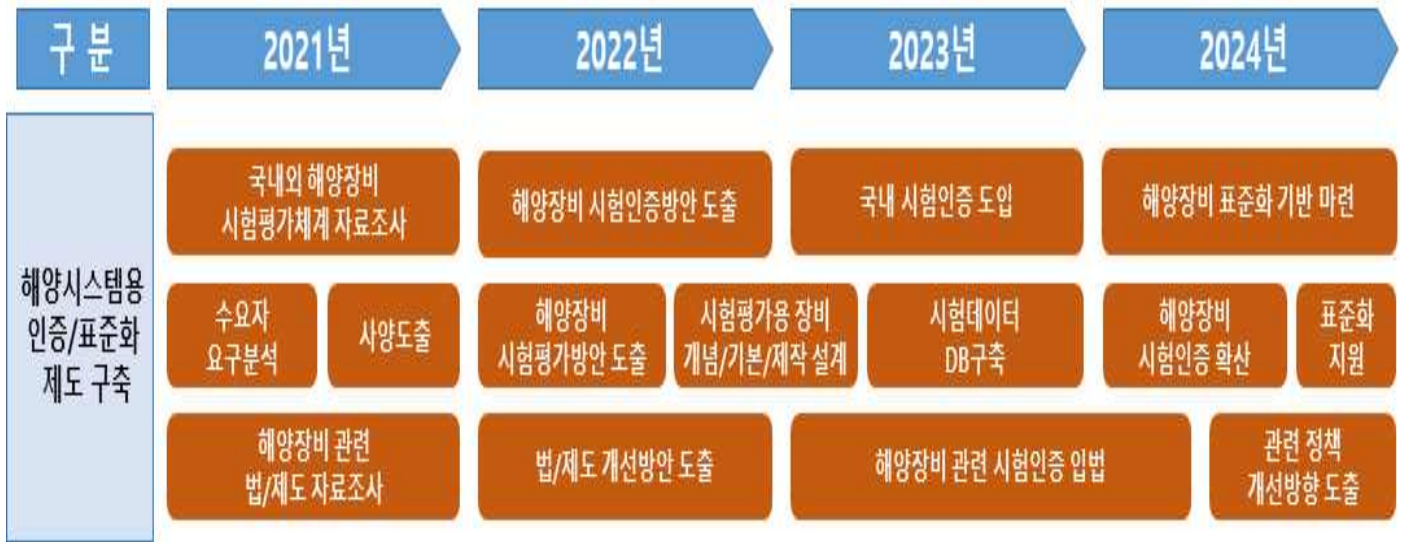 구 분
2021년
2022년
2023년
2024년
해양시스템용
인증/표준화
제도 구축
국내외 해양장비
시험평가체계 자료조사
해양장비 시험인증방안 도출
국내 시험인증 도입
해양장비 표준화 기반 마련
수요자
요구분석
사양도출
해양장비
시험평가방안 도출
시험평가용 장비
개념/기본/제작 설계
시험데이터
DB구축
해양장비
시험인증 확산
표준화
지원
해양장비 관련
법/제도 자료조사
법/제도 개선방안 도출
해양장비 관련 시험인증 입법
관련 정책
개선방향 도출